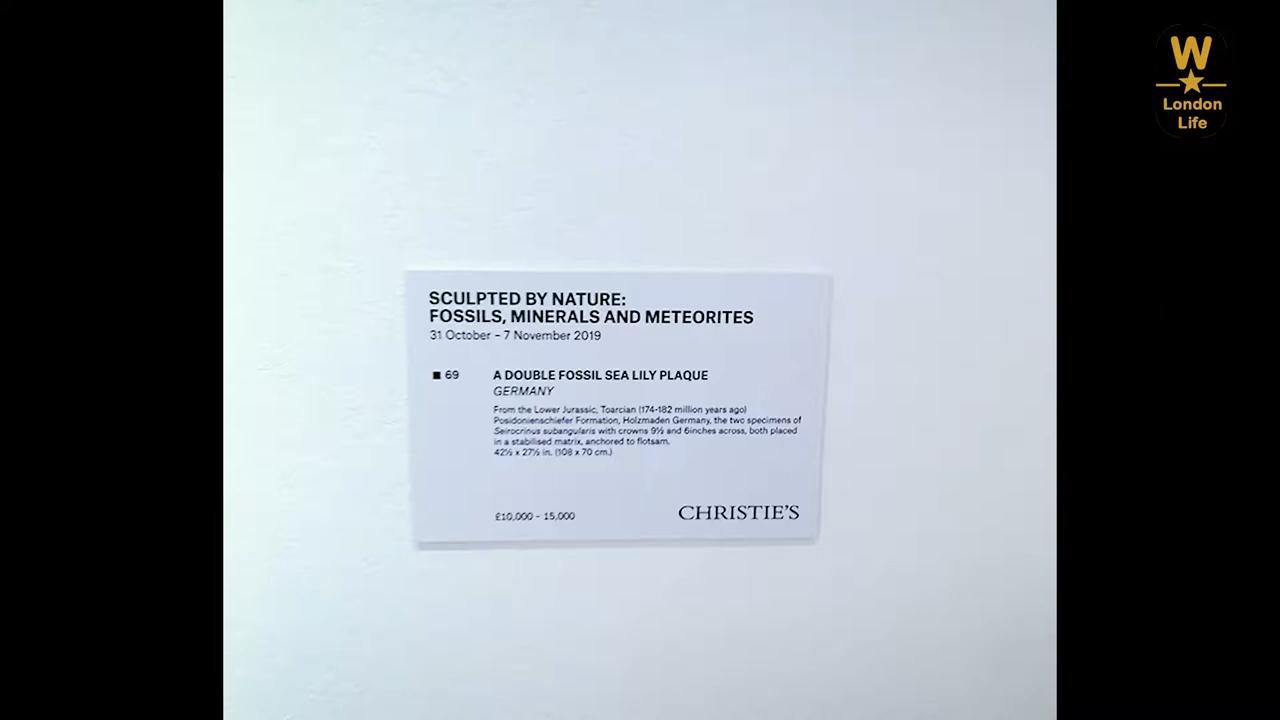 W
London
Life
SCULPTED BY NATURE:
FOSSILS, MINERALS AND METEORITES
31 October – 7 November 2019
■ 69
A DOUBLE FOSSIL SEA LILY PLAQUE
GERMANY
From the Lower Jurassic, Toarcian (174-182 million years ago)
Posidonienschiefer Formation, Holzmaden Germany, the two specimens of
Seirocrinus subangularis with crowns 9½ and 6inches across, both placed
in a stabilised matrix, anchored to flotsam.
42½ x 27½ in. (108 x 70 cm.)
£10,000 – 15,000
CHRISTIE'S